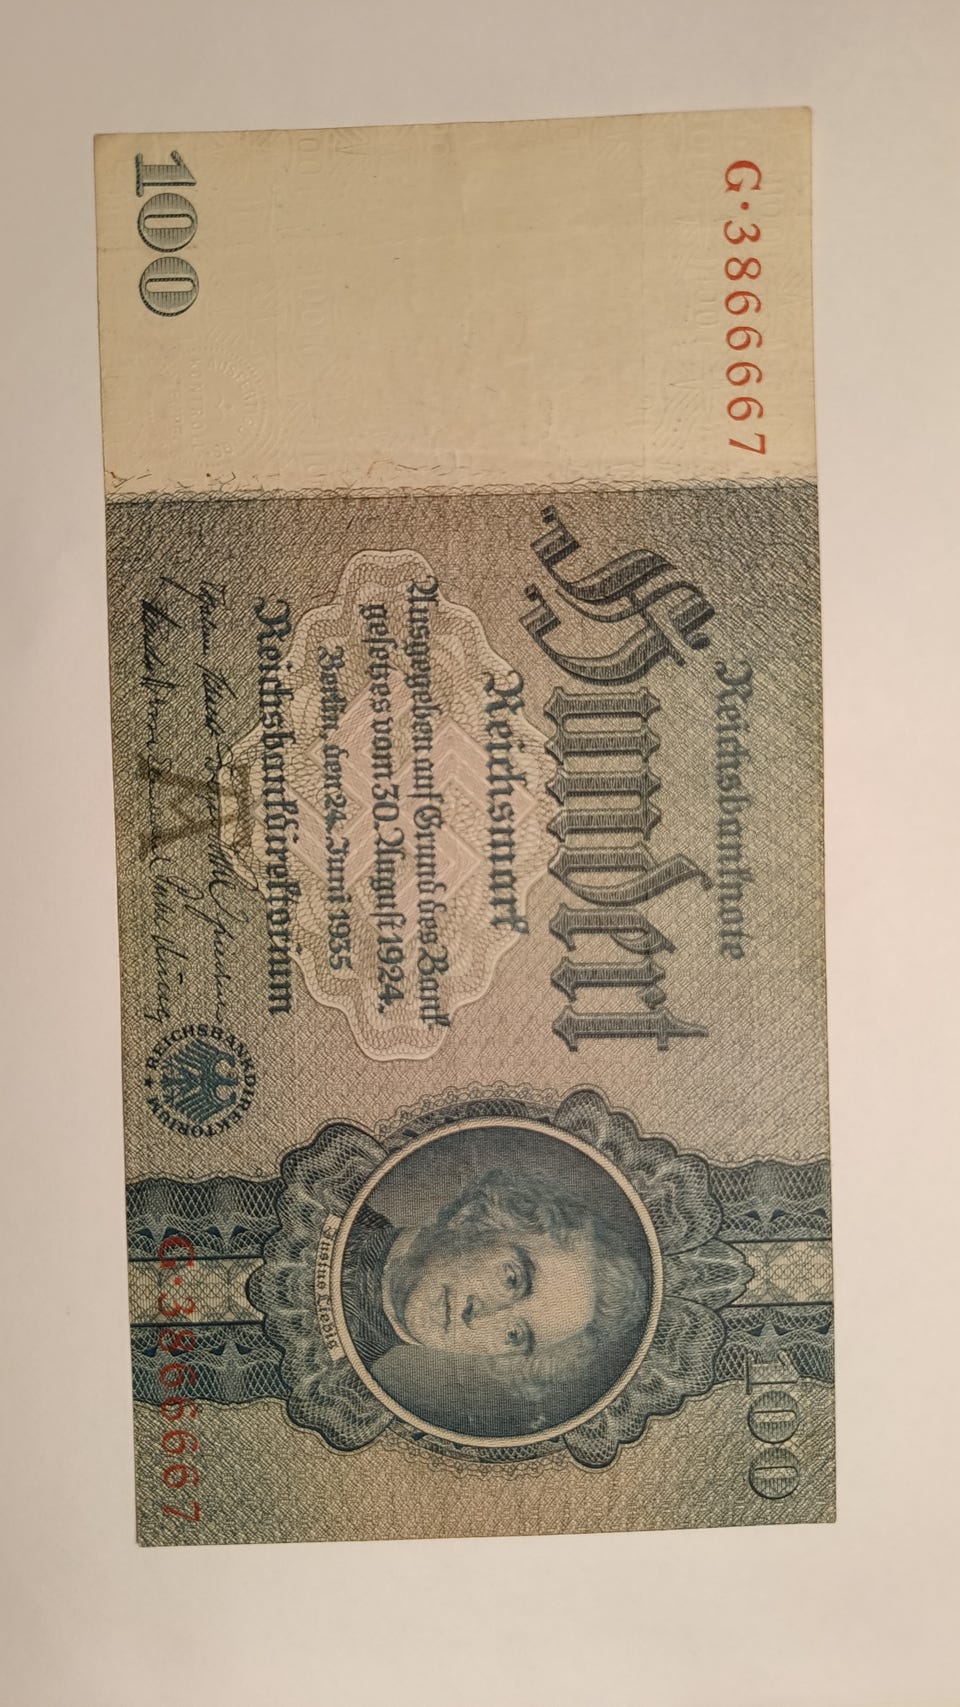 G·3866667
Reichsbanknote
Hundert
Reichsmark
Ausgegeben auf Grund des Bank-
gesetzes vom 30. August 1924.
Berlin, den 24. Juni 1935
Reichsbankdirektorium
REICHSBANKDIREKTORIUM
100
Justus Liebig
100
G·3866667